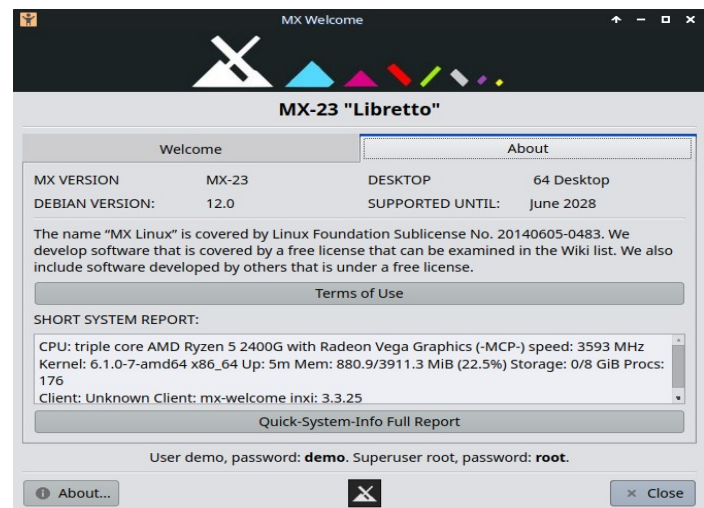 MX Welcome
MX-23 "Libretto"
Welcome
About
MX VERSION MX-23 DESKTOP 64 Desktop
DEBIAN VERSION: 12.0 SUPPORTED UNTIL: June 2028
The name “MX Linux” is covered by Linux Foundation Sublicense No. 20140605-0483. We
develop software that is covered by a free license that can be examined in the Wiki list. We also
include software developed by others that is under a free license.
Terms of Use
SHORT SYSTEM REPORT:
CPU: triple core AMD Ryzen 5 2400G with Radeon Vega Graphics (-MCP-) speed: 3593 MHz
Kernel: 6.1.0-7-amd64 x86_64 Up: 5m Mem: 880.9/3911.3 MiB (22.5%) Storage: 0/8 GiB Procs:
176
Client: Unknown Client: mx-welcome inxi: 3.3.25
Quick-System-Info Full Report
User demo, password: demo. Superuser root, password: root.
About...
Close